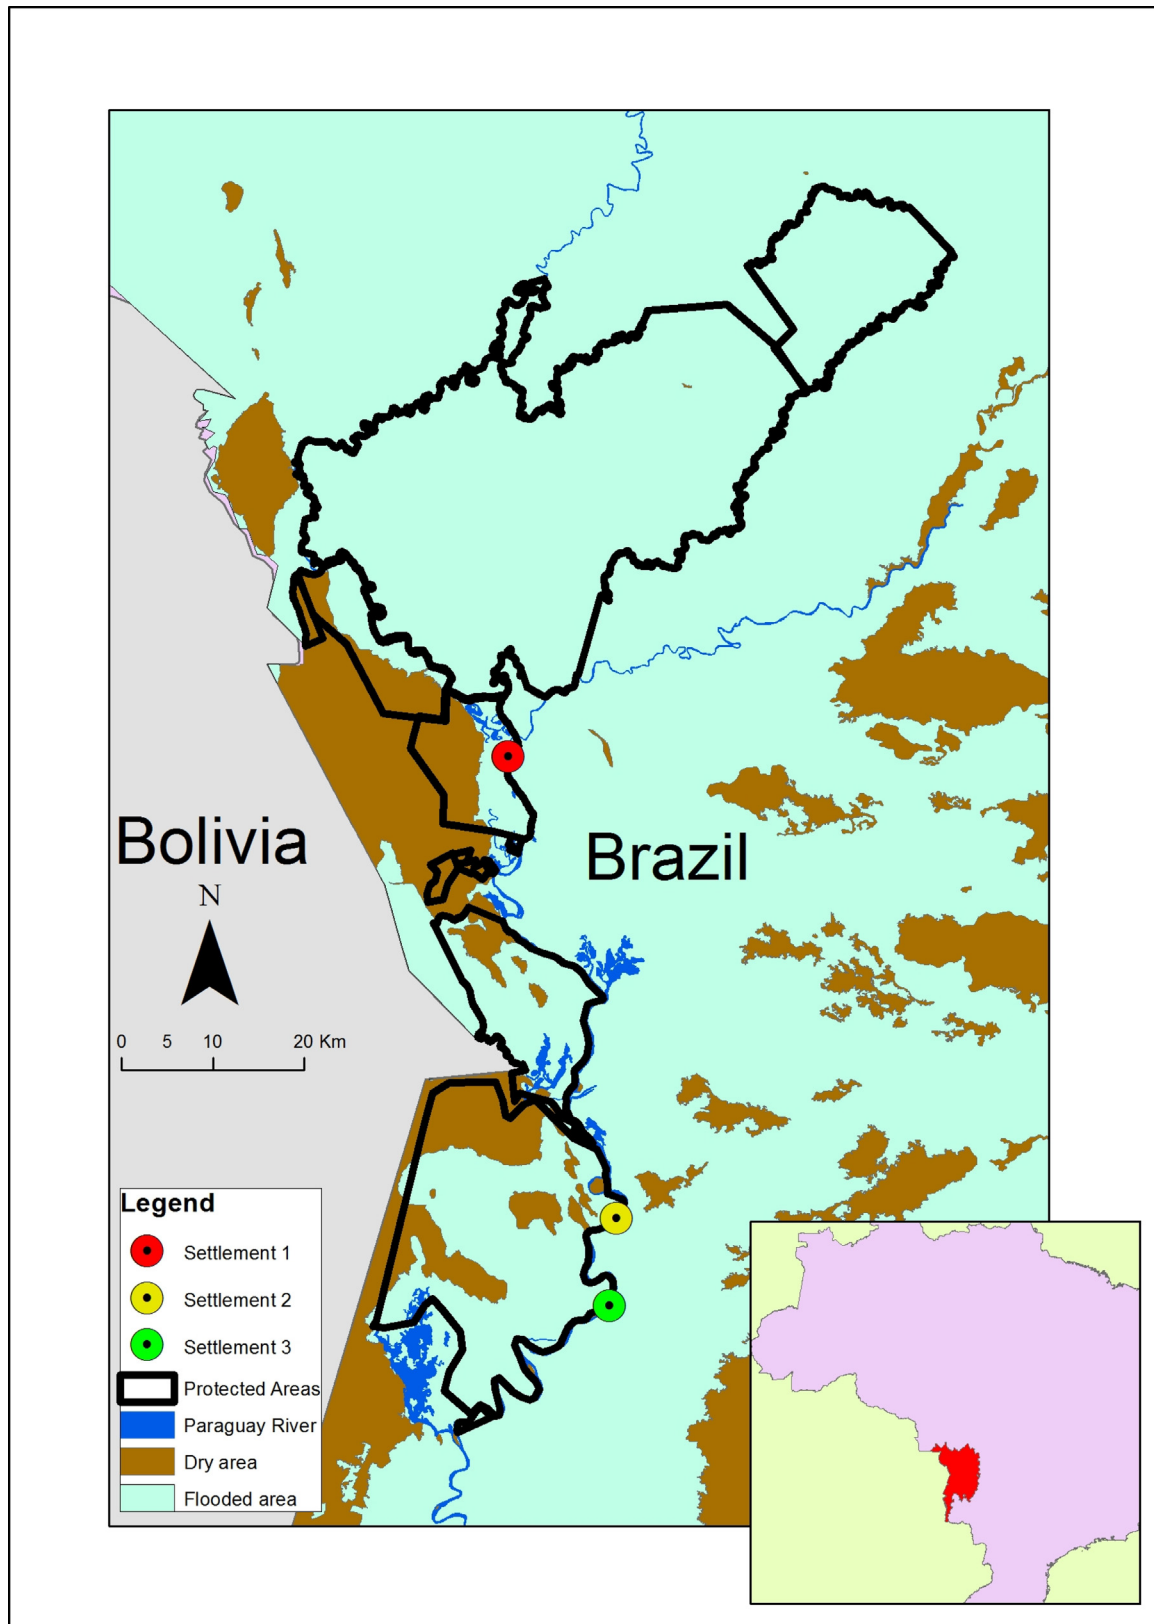 Bolivia
Brazil
N
0 5 10 20 Km
Legend
Settlement 1
Settlement 2
Settlement 3
Protected Areas
Paraguay River
Dry area
Flooded area